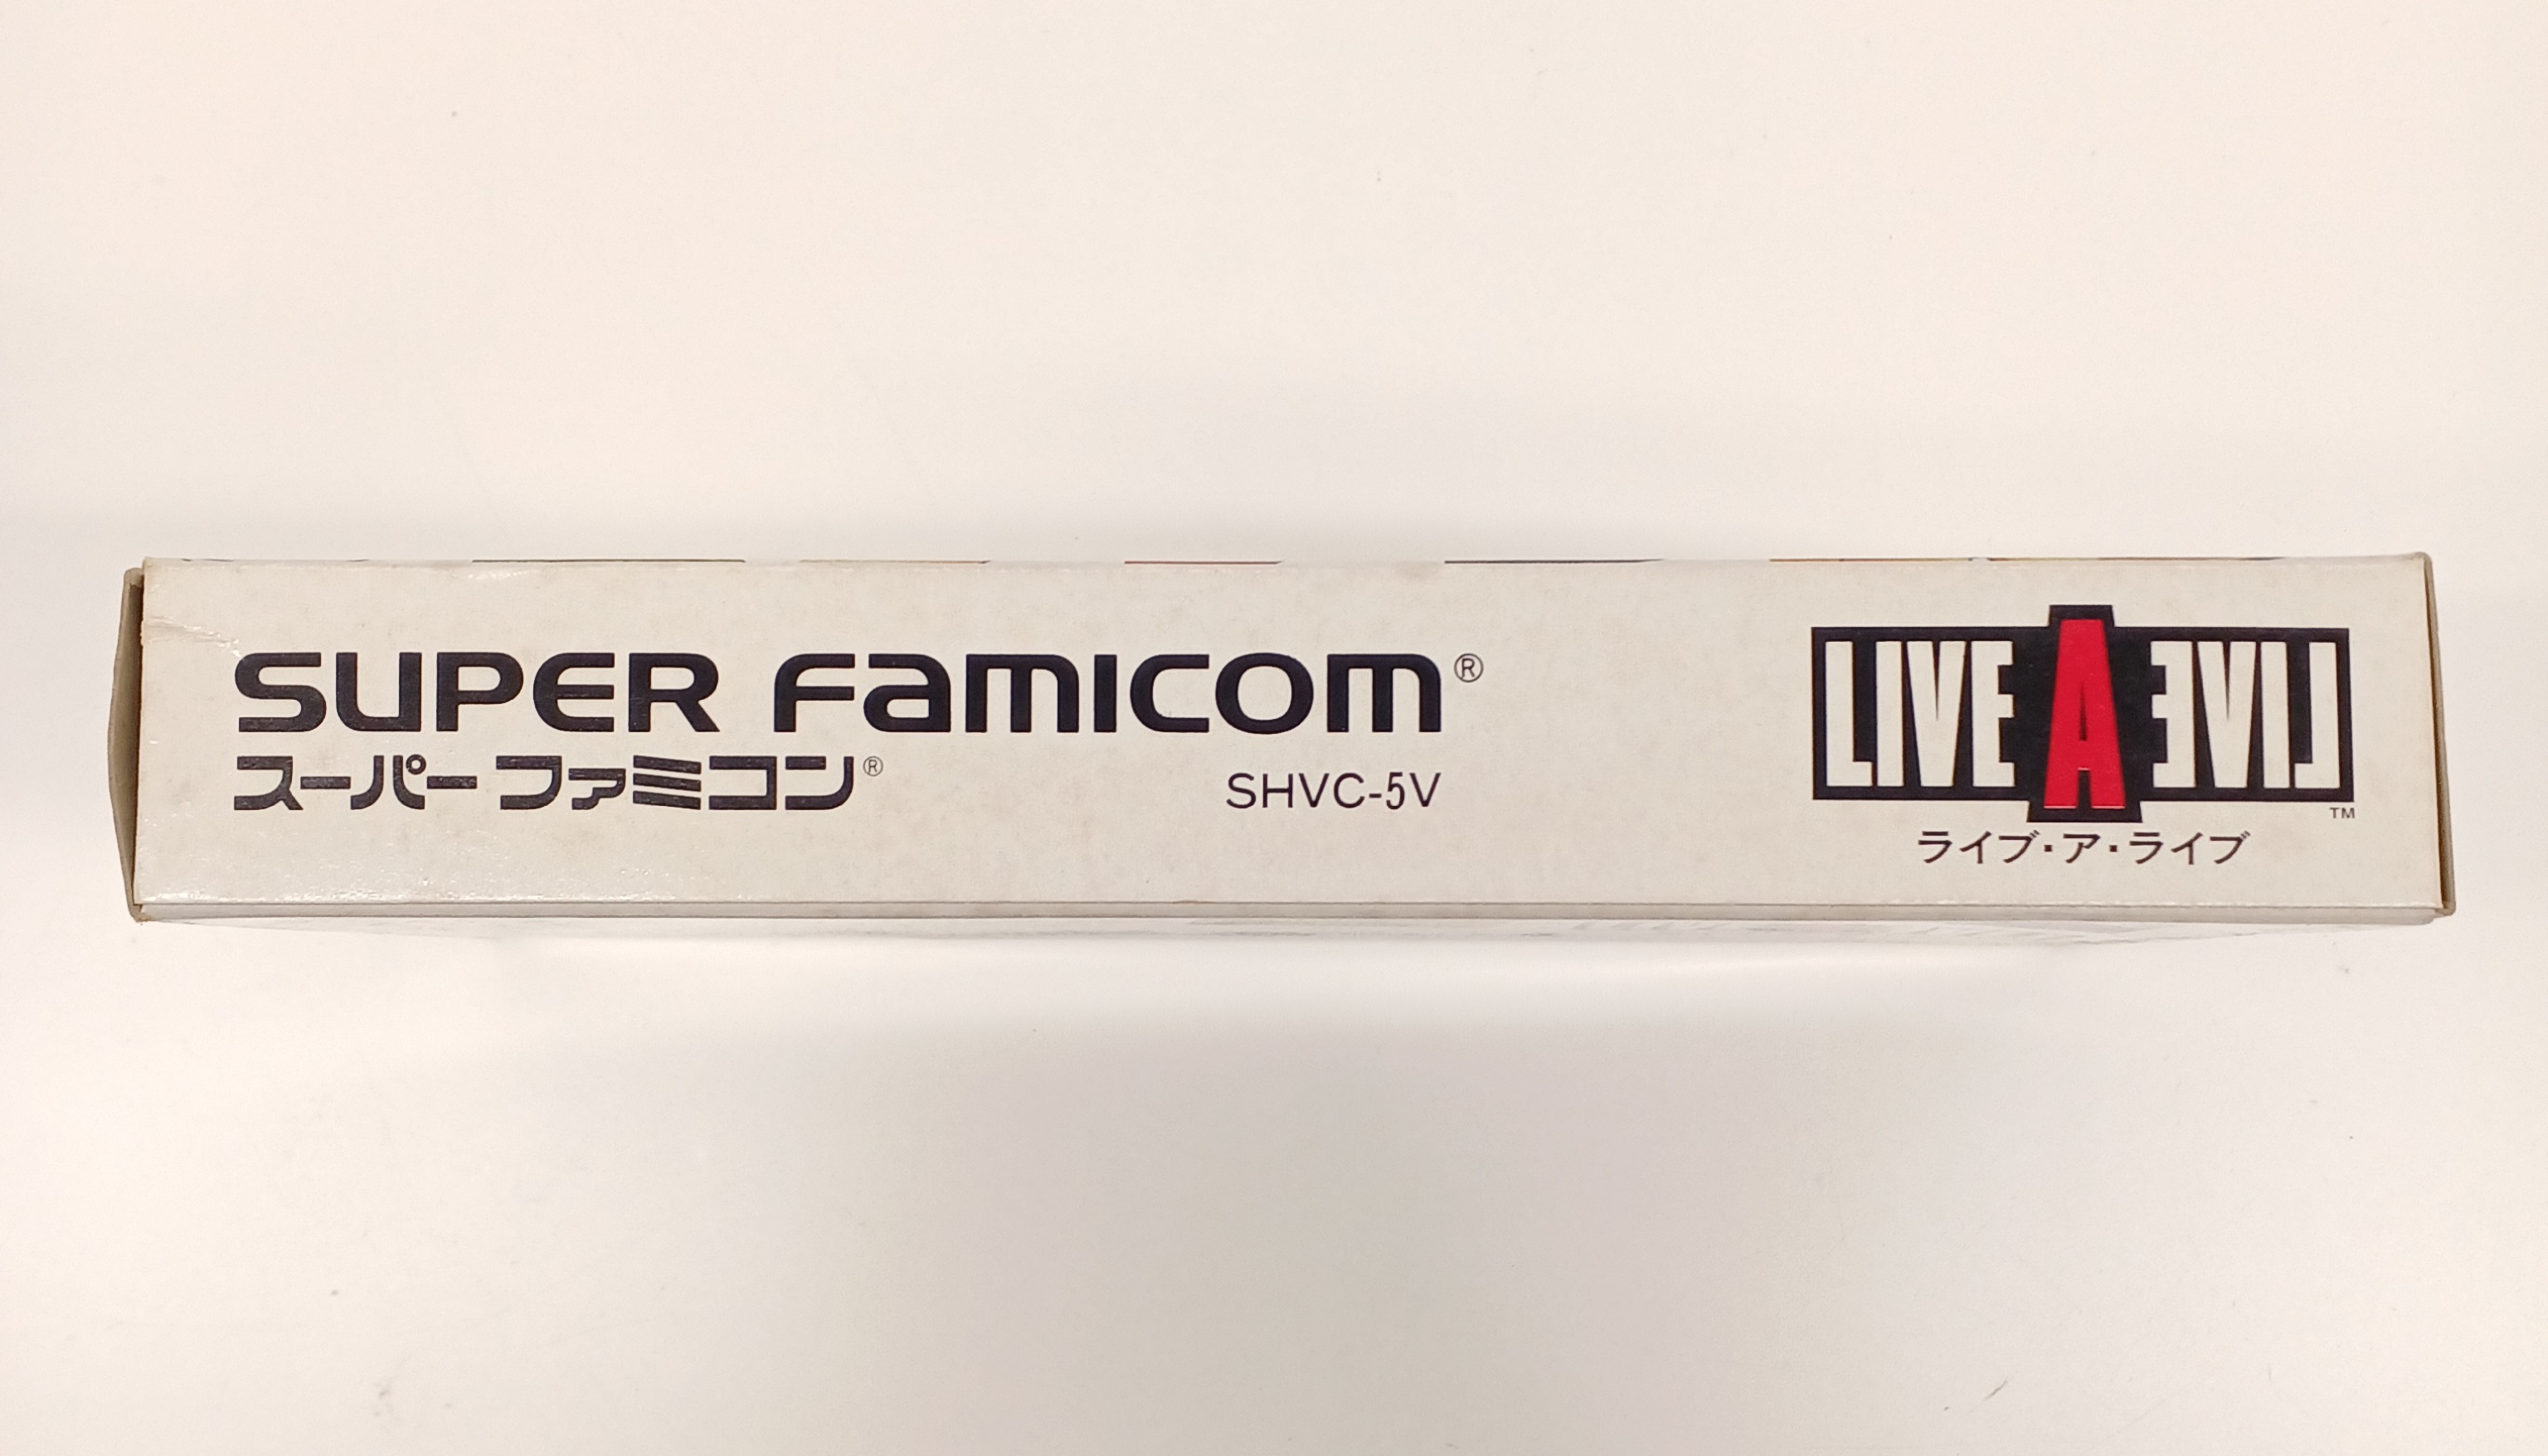 SUPER FAMICOM®
スーパーファミコン®
SHVC-5V
LIVE A LIVE
™
ライブ・ア・ライブ